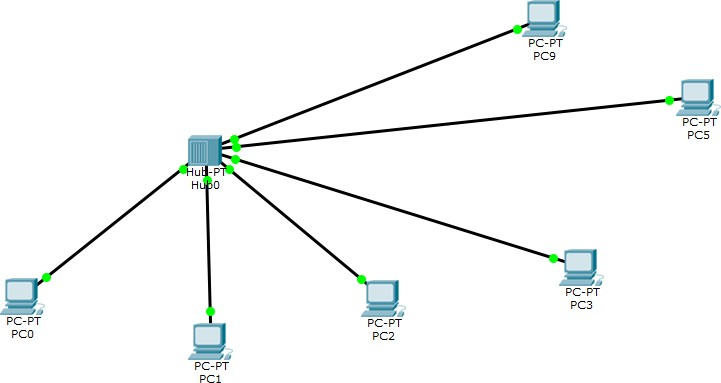 PC-PT
PC9
PC-PT
PC5
Hub-PT
Hub0
PC-PT
PC3
PC-PT
PC0
PC-PT
PC2
PC-PT
PC1